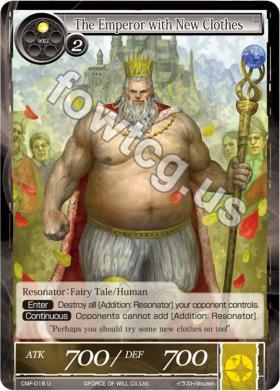 The Emperor with New Clothes
WILL
2
fowtcg.us
Resonator : Fairy Tale/Human
Enter Destroy all [Addition: Resonator] your opponent controls.
Continuous Opponents cannot add [Addition: Resonator].
"Perhaps you should try some new clothes on too!"
ATK 700/ DEF 700
CMF-018 U ©FORCE OF WILL Co., Ltd.